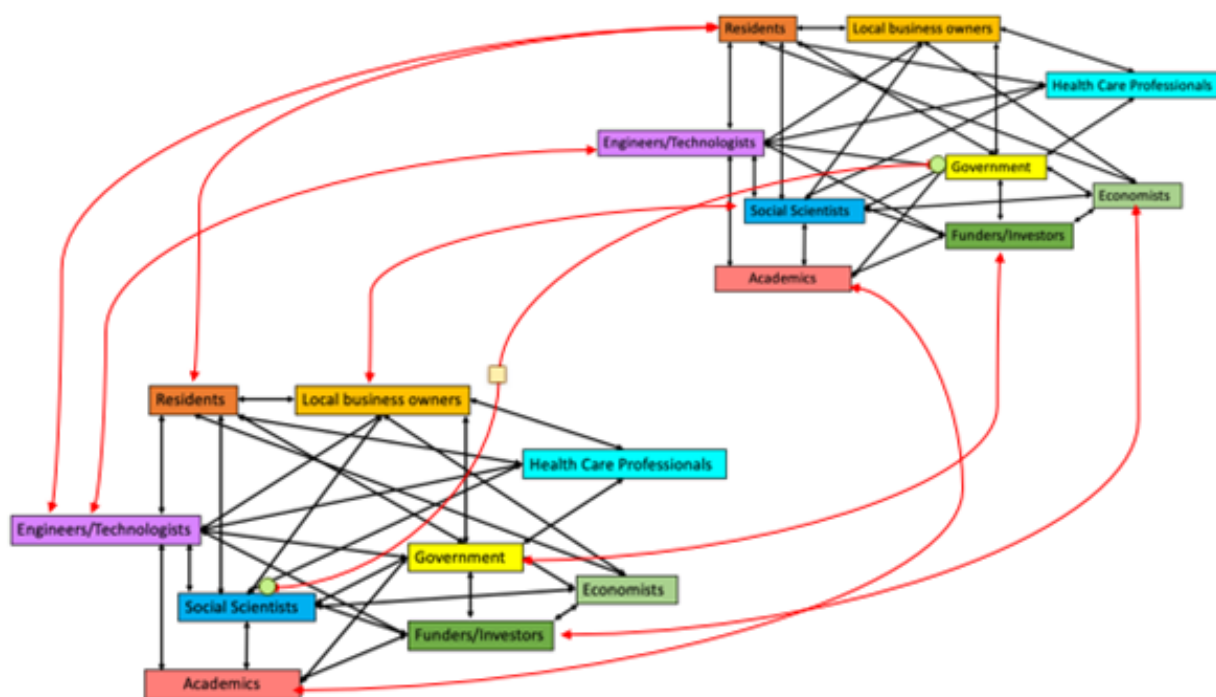 Residents
Local business owners
Health Care Professionals
Engineers/Technologists
Government
Economists
Social Scientists
Funders/Investors
Academics
Residents
Local business owners
Health Care Professionals
Engineers/Technologists
Government
Economists
Social Scientists
Funders/Investors
Academics